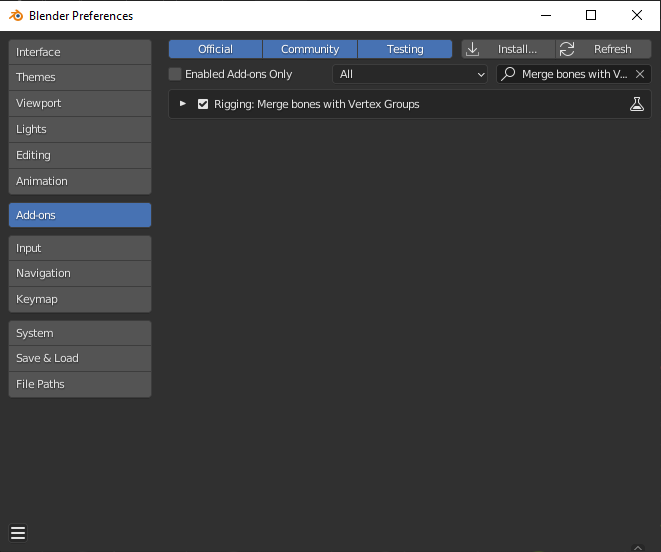 Blender Preferences
Interface
Themes
Viewport
Lights
Editing
Animation
Add-ons
Input
Navigation
Keymap
System
Save & Load
File Paths
Official Community Testing Install... Refresh
Enabled Add-ons Only All Merge bones with V...
Rigging: Merge bones with Vertex Groups